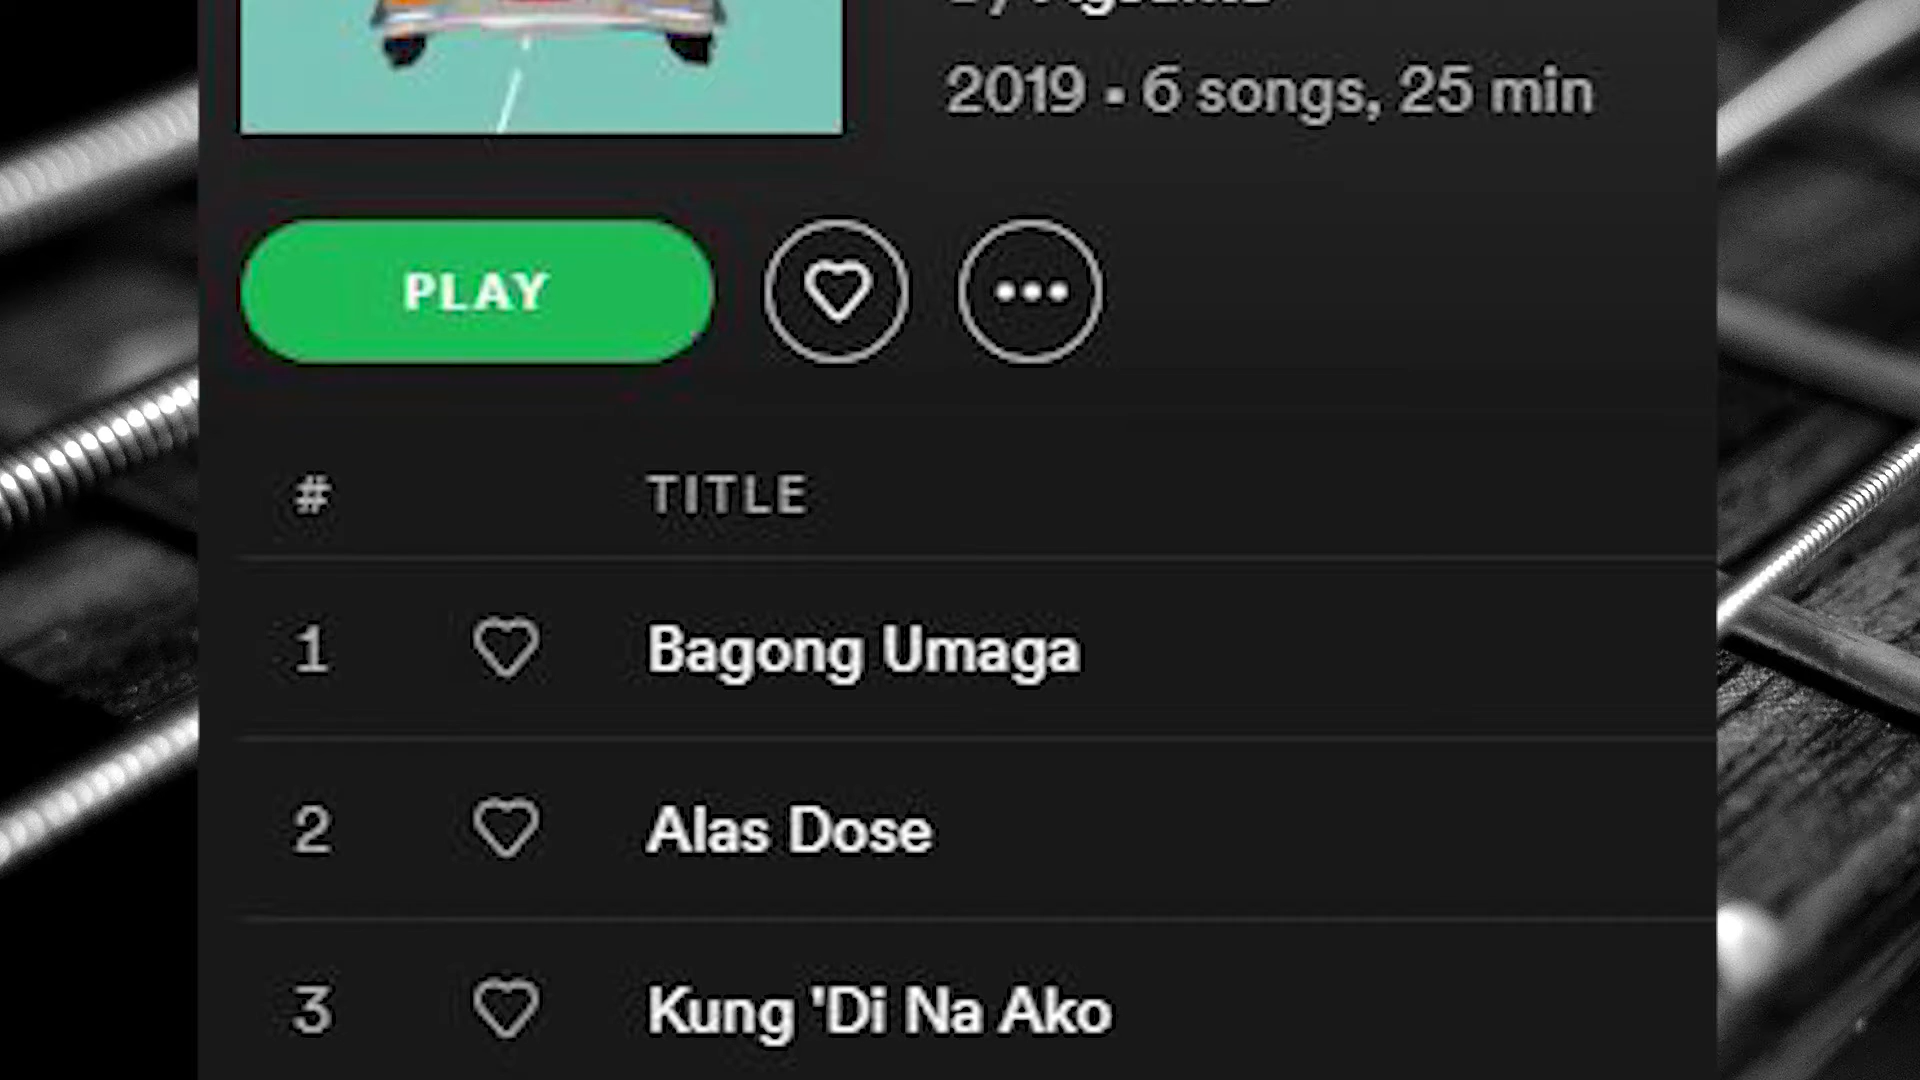 2019 • 6 songs, 25 min
PLAY
# TITLE
1 Bagong Umaga
2 Alas Dose
3 Kung 'Di Na Ako